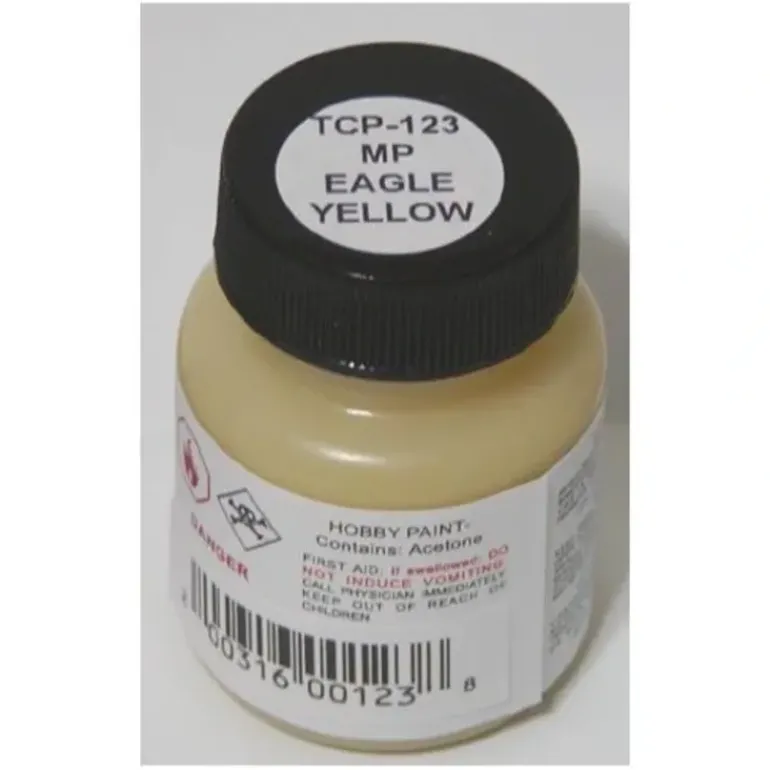 TCP-123
MP
EAGLE
YELLOW
HOBBY PAINT
Contains: Acetone
DANGER
FIRST AID: If swallowed: DO
NOT INDUCE VOMITING.
CALL PHYSICIAN IMMEDIATELY
KEEP OUT OF REACH OF
CHILDREN
00316 00123 8